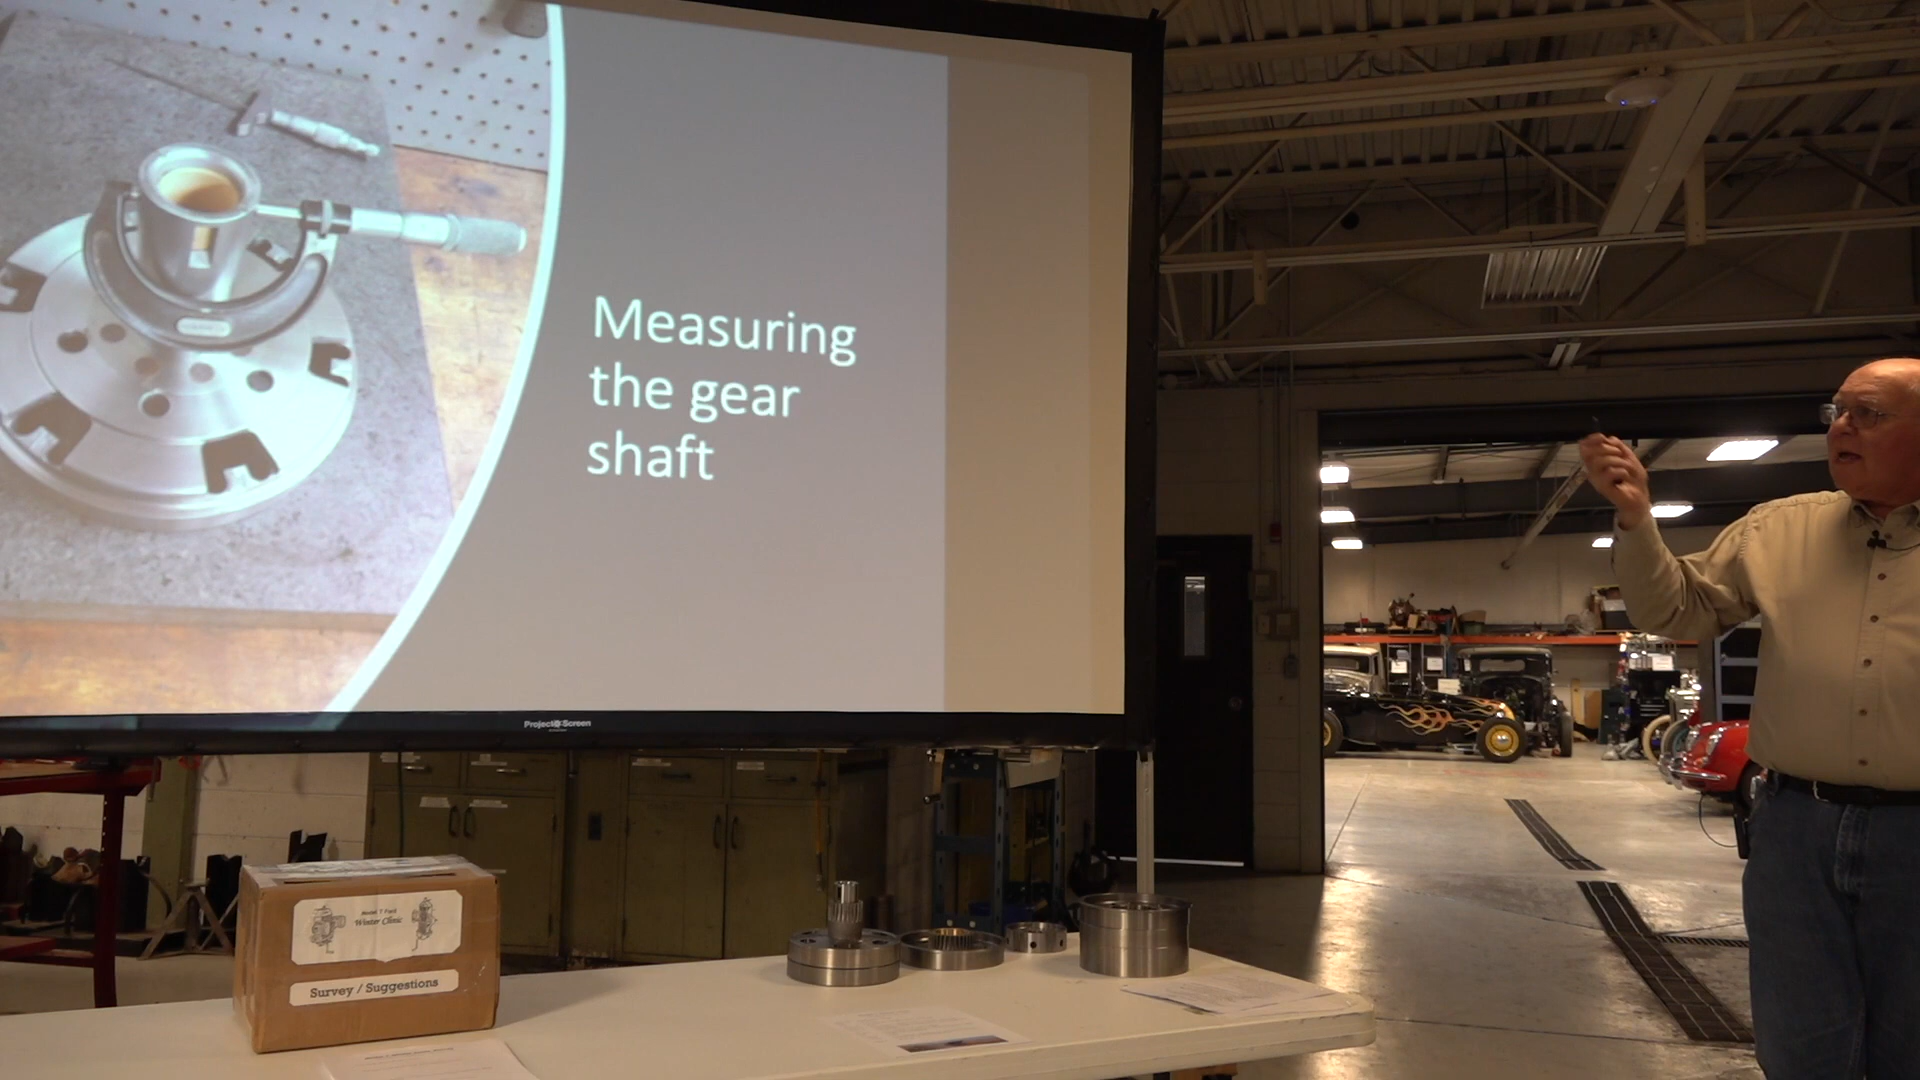 Measuring
the gear
shaft
Project Screen
Model T Ford
Winter Clinic
Survey / Suggestions